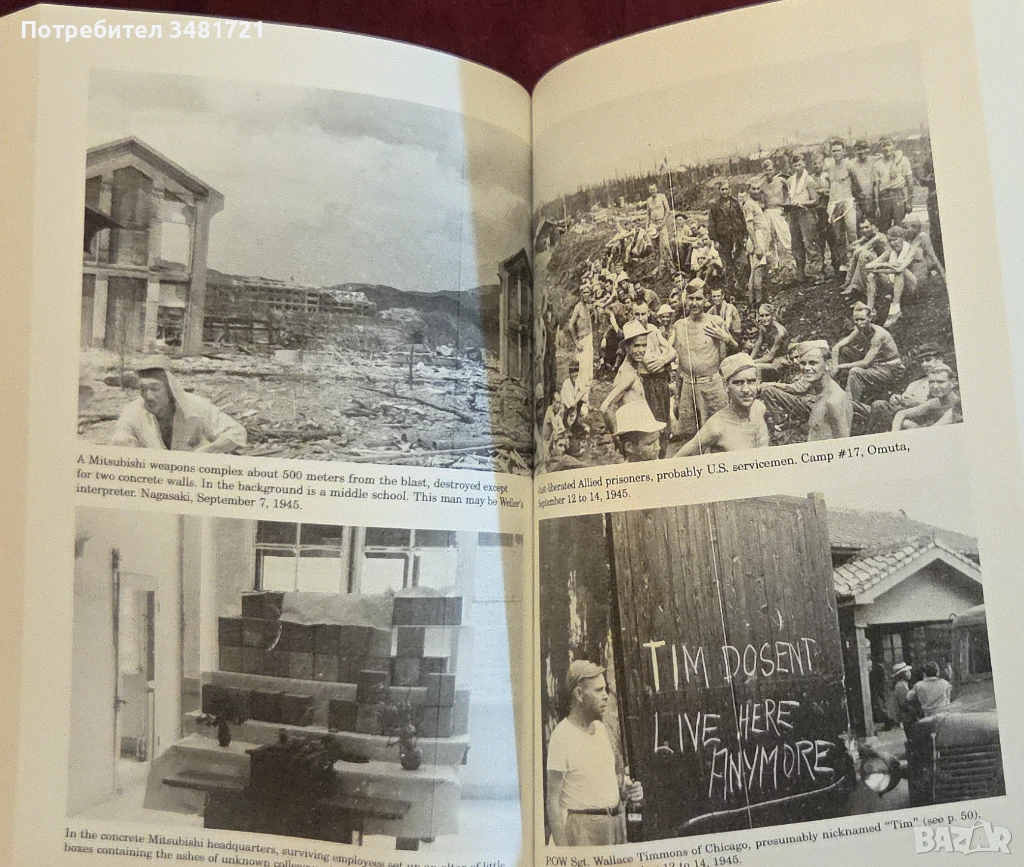 Потребител 3481721
A Mitsubishi weapons complex about 500 meters from the blast, destroyed except
for two concrete walls. In the background is a middle school. This man may be Weller's
interpreter. Nagasaki, September 7, 1945.
In the concrete Mitsubishi headquarters, surviving employees set up an altar of little
boxes containing the ashes of unknown
Just-liberated Allied prisoners, probably U.S. servicemen. Camp #17, Omuta,
September 12 to 14, 1945.
TIM DOSENT
LIVE HERE
ANYMORE
POW Sgt. Wallace Timmons of Chicago, presumably nicknamed "Tim" (see p. 50).
12 to 14, 1945.
BAZAR